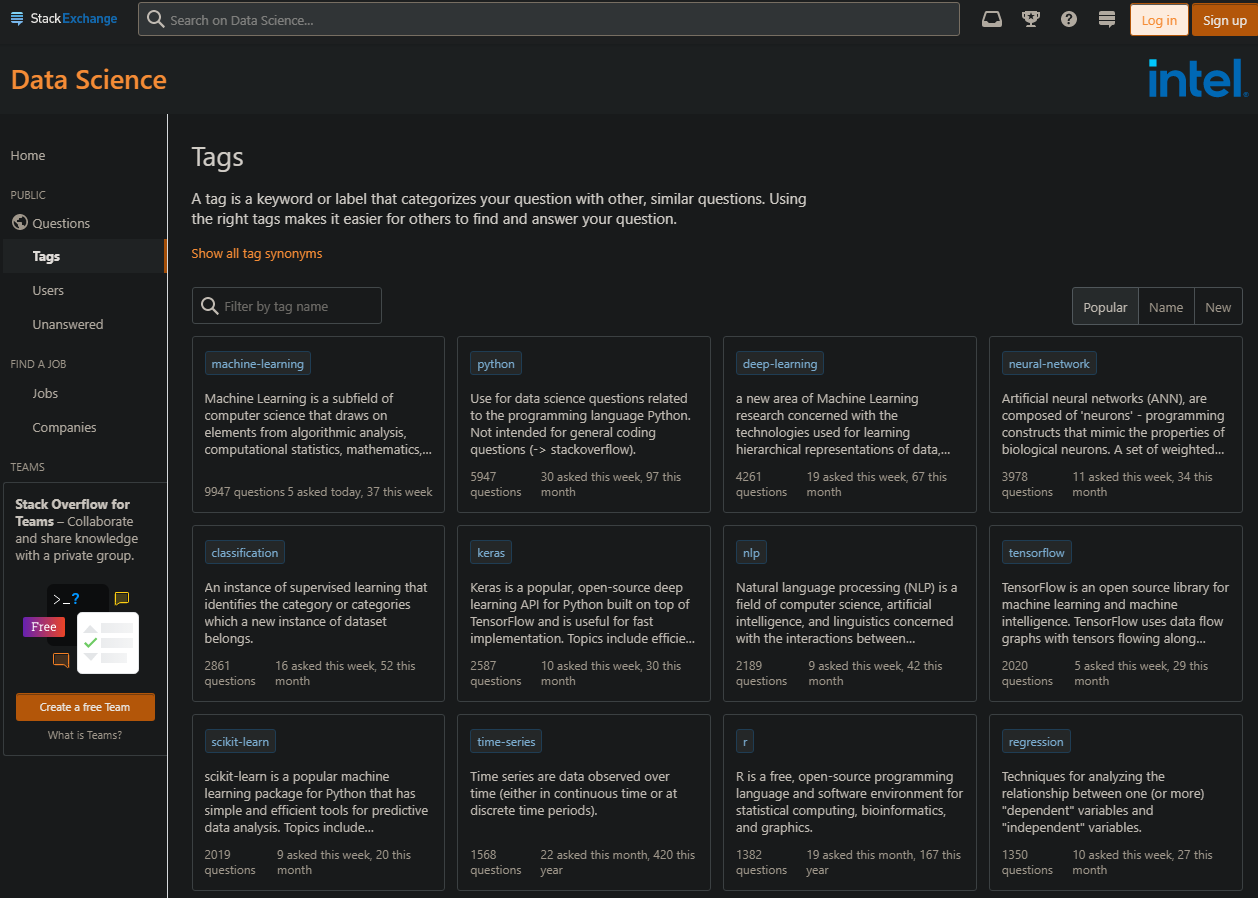 StackExchange
Search on Data Science...
Log in
Sign up
Data Science
intel.
Home
PUBLIC
Questions
Tags
Users
Unanswered
FIND A JOB
Jobs
Companies
TEAMS
Stack Overflow for
Teams – Collaborate
and share knowledge
with a private group.
>_?
Free
Create a free Team
What is Teams?
Tags
A tag is a keyword or label that categorizes your question with other, similar questions. Using
the right tags makes it easier for others to find and answer your question.
Show all tag synonyms
Filter by tag name
Popular
Name
New
machine-learning
Machine Learning is a subfield of
computer science that draws on
elements from algorithmic analysis,
computational statistics, mathematics,...
9947 questions 5 asked today, 37 this week
python
Use for data science questions related
to the programming language Python.
Not intended for general coding
questions (-> stackoverflow).
5947 questions
30 asked this week, 97 this
month
deep-learning
a new area of Machine Learning
research concerned with the
technologies used for learning
hierarchical representations of data,...
4261 questions
19 asked this week, 67 this
month
neural-network
Artificial neural networks (ANN), are
composed of 'neurons' - programming
constructs that mimic the properties of
biological neurons. A set of weighted...
3978 questions
11 asked this week, 34 this
month
classification
An instance of supervised learning that
identifies the category or categories
which a new instance of dataset
belongs.
2861 questions
16 asked this week, 52 this
month
keras
Keras is a popular, open-source deep
learning API for Python built on top of
TensorFlow and is useful for fast
implementation. Topics include efficie...
2587 questions
10 asked this week, 30 this
month
nlp
Natural language processing (NLP) is a
field of computer science, artificial
intelligence, and linguistics concerned
with the interactions between...
2189 questions
9 asked this week, 42 this
month
tensorflow
TensorFlow is an open source library for
machine learning and machine
intelligence. TensorFlow uses data flow
graphs with tensors flowing along...
2020 questions
5 asked this week, 29 this
month
scikit-learn
scikit-learn is a popular machine
learning package for Python that has
simple and efficient tools for predictive
data analysis. Topics include...
2019 questions
9 asked this week, 20 this
month
time-series
Time series are data observed over
time (either in continuous time or at
discrete time periods).
1568 questions
22 asked this month, 420 this
year
r
R is a free, open-source programming
language and software environment for
statistical computing, bioinformatics,
and graphics.
1382 questions
19 asked this month, 167 this
year
regression
Techniques for analyzing the
relationship between one (or more)
"dependent" variables and
"independent" variables.
1350 questions
10 asked this week, 27 this
month